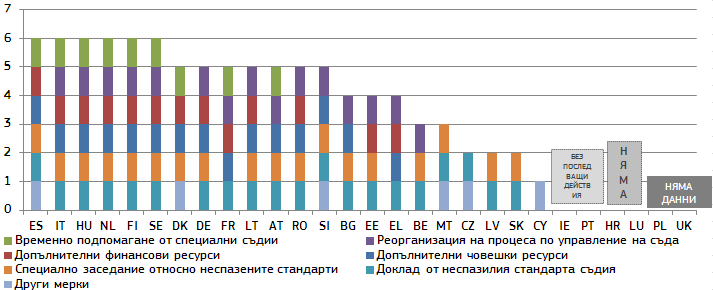 7
6
5
4
3
2
1
0
БЕЗ
ПОСЛЕД
ВАЩИ
ДЕЙСТВ
ИЯ
Н
Я
М
А
НЯМА
ДАННИ
ES IT HU NL FI SE DK DE FR LT AT RO SI BG EE EL BE MT CZ LV SK CY IE PT HR LU PL UK
Временно подпомагане от специални съдии Реорганизация на процеса по управление на съда
Допълнителни финансови ресурси Допълнителни човешки ресурси
Специално заседание относно неспазените стандарти Доклад от неспазилия стандарта съдия
Други мерки